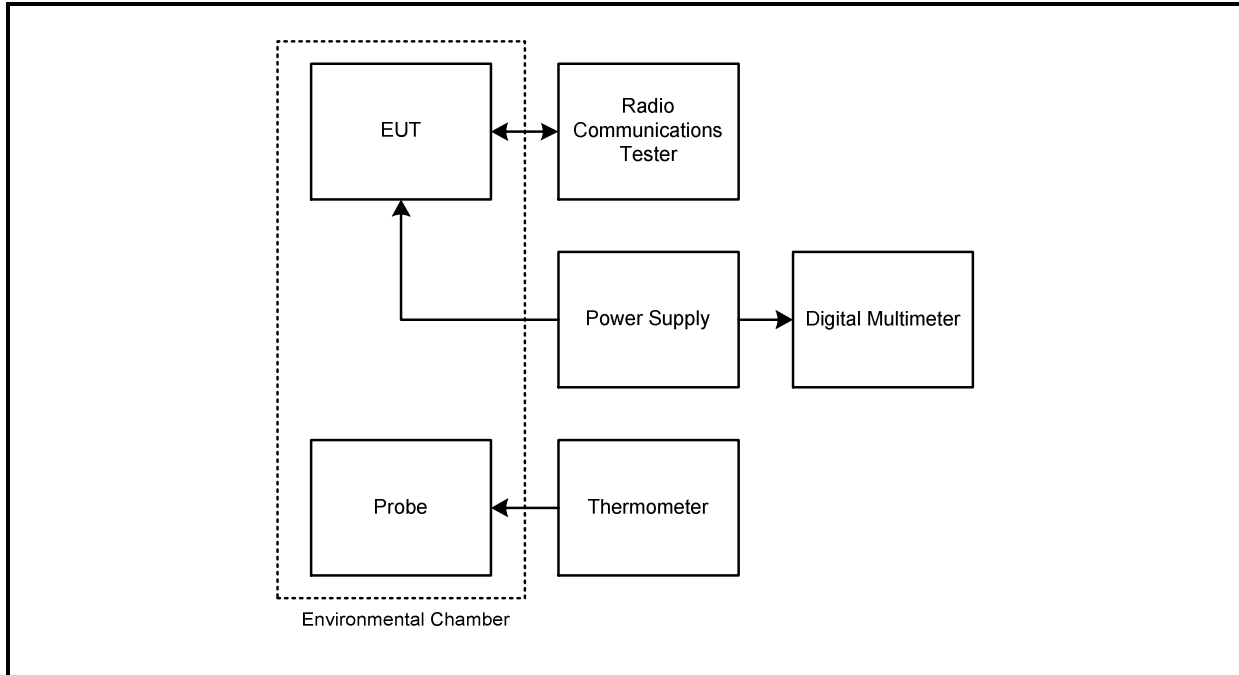 EUT
Radio
Communications
Tester
Power Supply
Digital Multimeter
Probe
Thermometer
Environmental Chamber